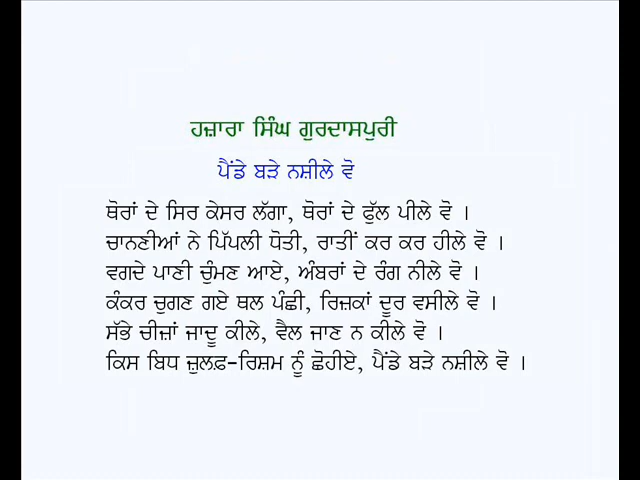 ਹਜ਼ਾਰਾ ਸਿੰਘ ਗੁਰਦਾਸਪੁਰੀ
ਪੈਂਡੇ ਬੜੇ ਨਸ਼ੀਲੇ ਵੋ
ਥੋਰਾਂ ਦੇ ਸਿਰ ਕੇਸਰ ਲੱਗਾ, ਥੋਰਾਂ ਦੇ ਫੁੱਲ ਪੀਲੇ ਵੋ ।
ਚਾਨਣੀਆਂ ਨੇ ਪਿੱਪਲੀ ਧੋਤੀ, ਰਾਤੀਂ ਕਰ ਕਰ ਹੀਲੇ ਵੋ ।
ਵਗਦੇ ਪਾਣੀ ਚੁੰਮਣ ਆਏ, ਅੰਬਰਾਂ ਦੇ ਰੰਗ ਨੀਲੇ ਵੋ ।
ਕੰਕਰ ਚੁਗਣ ਗਏ ਥਲ ਪੰਛੀ, ਰਿਜ਼ਕਾਂ ਦੂਰ ਵਸੀਲੇ ਵੋ ।
ਸੱਭੇ ਚੀਜ਼ਾਂ ਜਾਦੂ ਕੀਲੇ, ਵੈਲ ਜਾਣ ਨ ਕੀਲੇ ਵੋ ।
ਕਿਸ ਬਿਧ ਜ਼ੁਲਫ਼-ਰਿਸ਼ਮ ਨੂੰ ਛੋਹੀਏ, ਪੈਂਡੇ ਬੜੇ ਨਸ਼ੀਲੇ ਵੋ ।